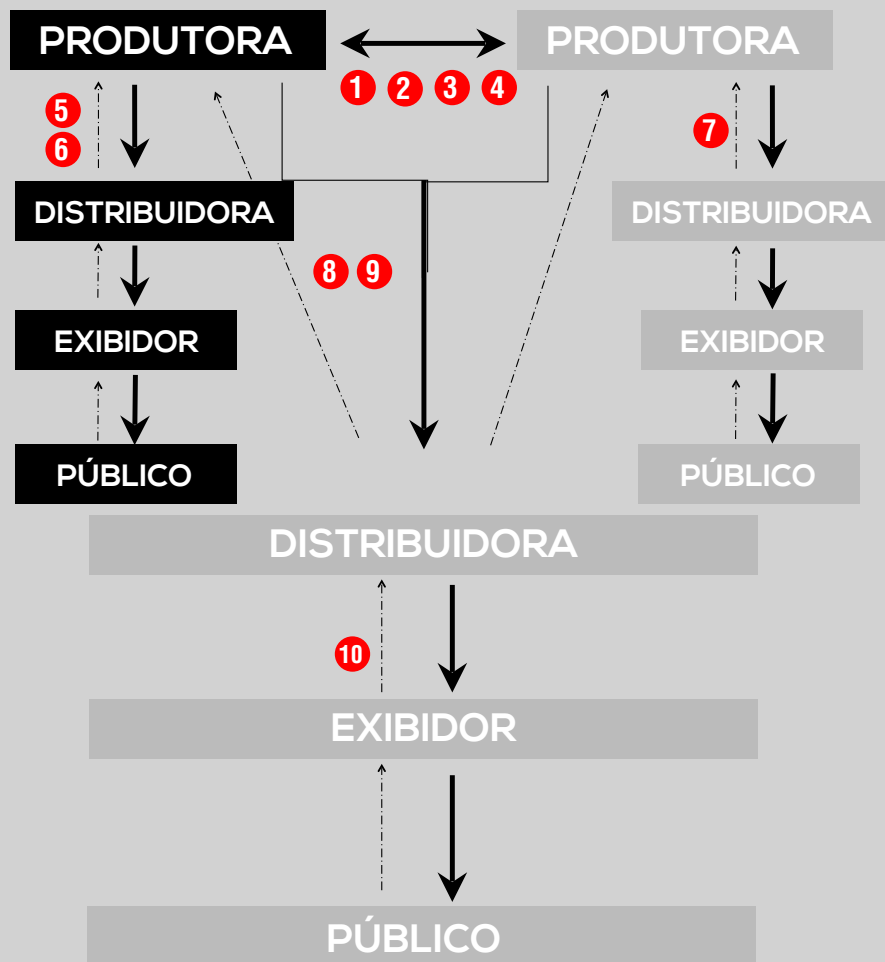 PRODUTORA
PRODUTORA
1 2 3 4
5
6
7
DISTRIBUIDORA
DISTRIBUIDORA
8 9
EXIBIDOR
EXIBIDOR
PÚBLICO
PÚBLICO
DISTRIBUIDORA
10
EXIBIDOR
PÚBLICO